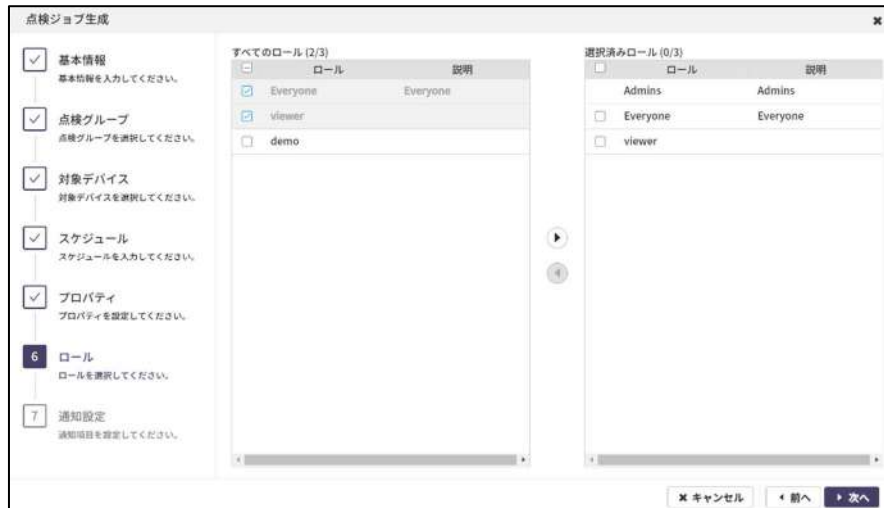 点検ジョブ生成
基本情報
基本情報を入力してください。
点検グループ
点検グループを選択してください。
対象デバイス
対象デバイスを選択してください。
スケジュール
スケジュールを入力してください。
プロパティ
プロパティを設定してください。
6 ロール
ロールを選択してください。
7 通知設定
通知項目を設定してください。
すべてのロール (2/3)
ロール 説明
Everyone Everyone
viewer
demo
選択済みロール (0/3)
ロール 説明
Admins Admins
Everyone Everyone
viewer
キャンセル 前へ 次へ